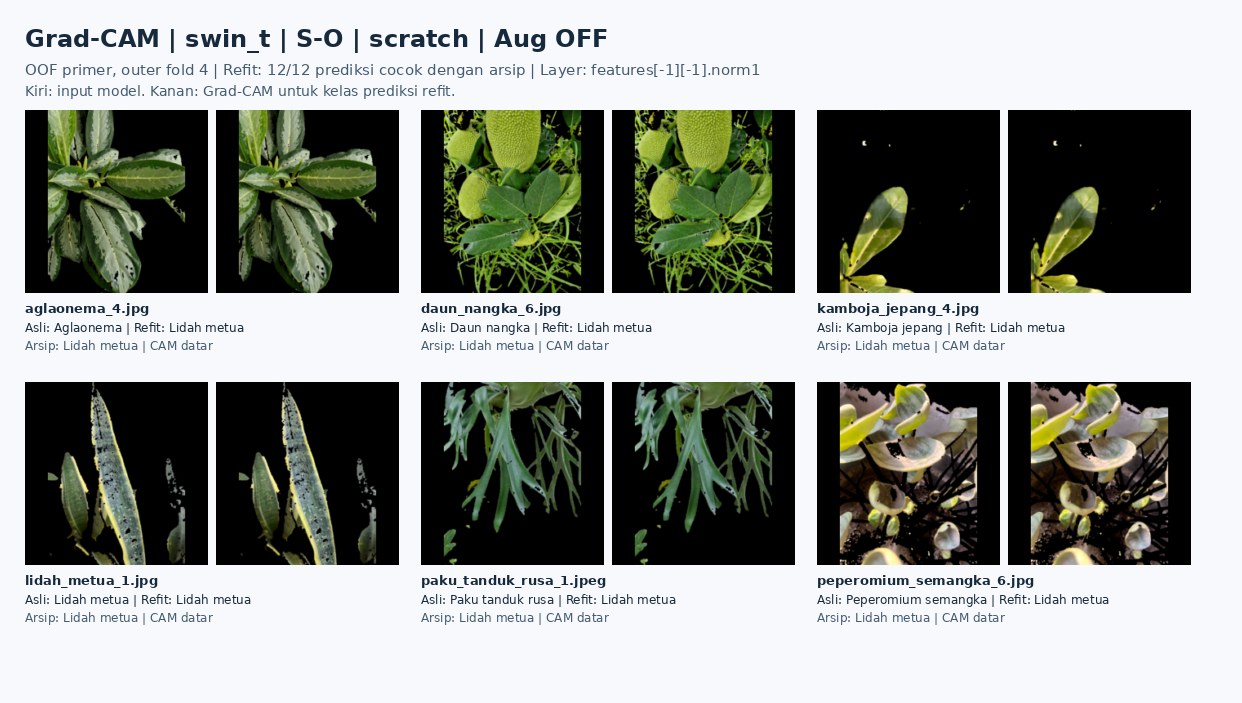 Grad-CAM | swin_t | S-O | scratch | Aug OFF
OOF primer, outer fold 4 | Refit: 12/12 prediksi cocok dengan arsip | Layer: features[-1][-1].norm1
Kiri: input model. Kanan: Grad-CAM untuk kelas prediksi refit.
aglaonema_4.jpg
Asli: Aglaonema | Refit: Lidah metua
Arsip: Lidah metua | CAM datar
daun_nangka_6.jpg
Asli: Daun nangka | Refit: Lidah metua
Arsip: Lidah metua | CAM datar
kamboja_jepang_4.jpg
Asli: Kamboja jepang | Refit: Lidah metua
Arsip: Lidah metua | CAM datar
lidah_metua_1.jpg
Asli: Lidah metua | Refit: Lidah metua
Arsip: Lidah metua | CAM datar
paku_tanduk_rusa_1.jpeg
Asli: Paku tanduk rusa | Refit: Lidah metua
Arsip: Lidah metua | CAM datar
peperomium_semangka_6.jpg
Asli: Peperomium semangka | Refit: Lidah metua
Arsip: Lidah metua | CAM datar